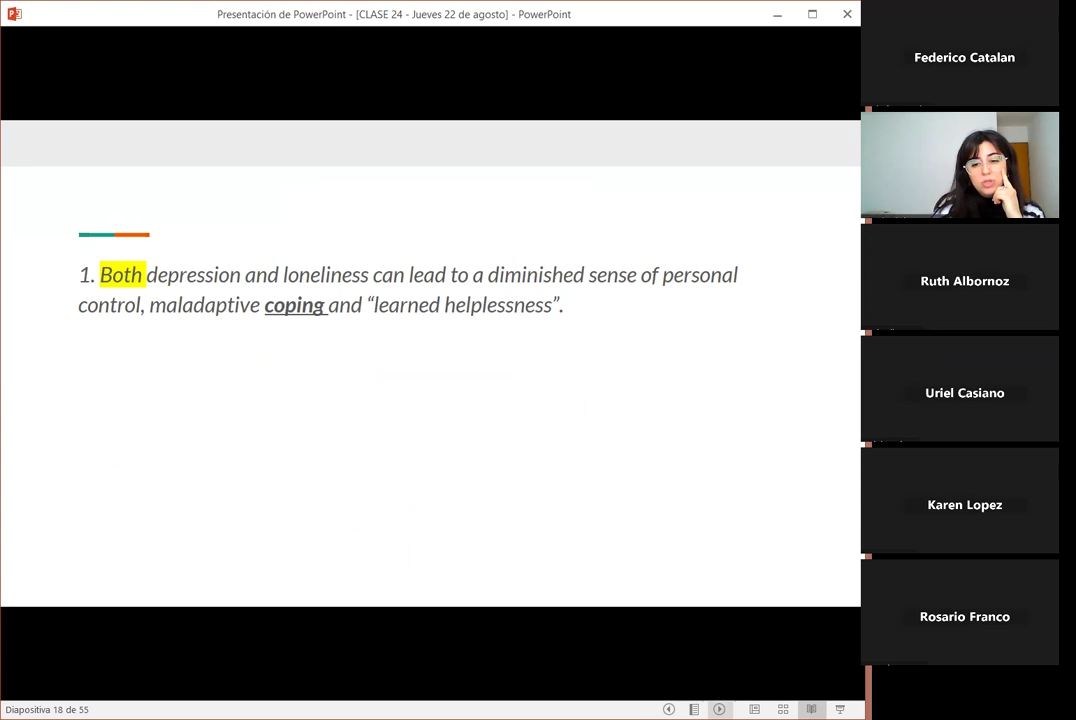 Presentación de PowerPoint - [CLASE 24 - Jueves 22 de agosto] - PowerPoint
Federico Catalan
1. Both depression and loneliness can lead to a diminished sense of personal
control, maladaptive coping and “learned helplessness”.
Ruth Albornoz
Uriel Casiano
Karen Lopez
Rosario Franco
Diapositiva 18 de 55